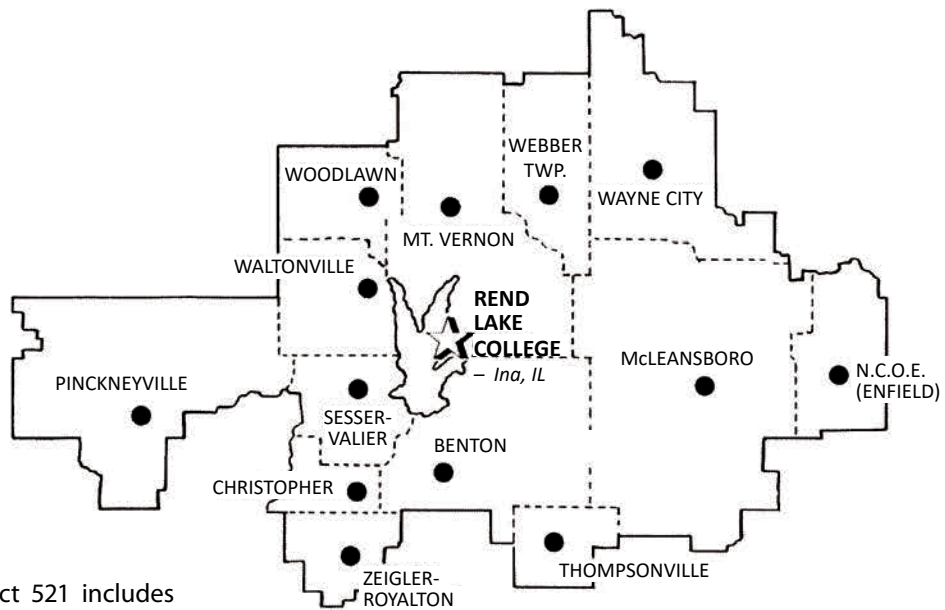 WEBBER
TWP.
WOODLAWN
WAYNE CITY
MT. VERNON
WALTONVILLE
REND
LAKE
COLLEGE
– Ina, IL
McLEANSBORO
N.C.O.E.
(ENFIELD)
PINCKNEYVILLE
SESSER-
VALIER
BENTON
CHRISTOPHER
THOMPSONVILLE
ZEIGLER-
ROYALTON
ct 521 includes